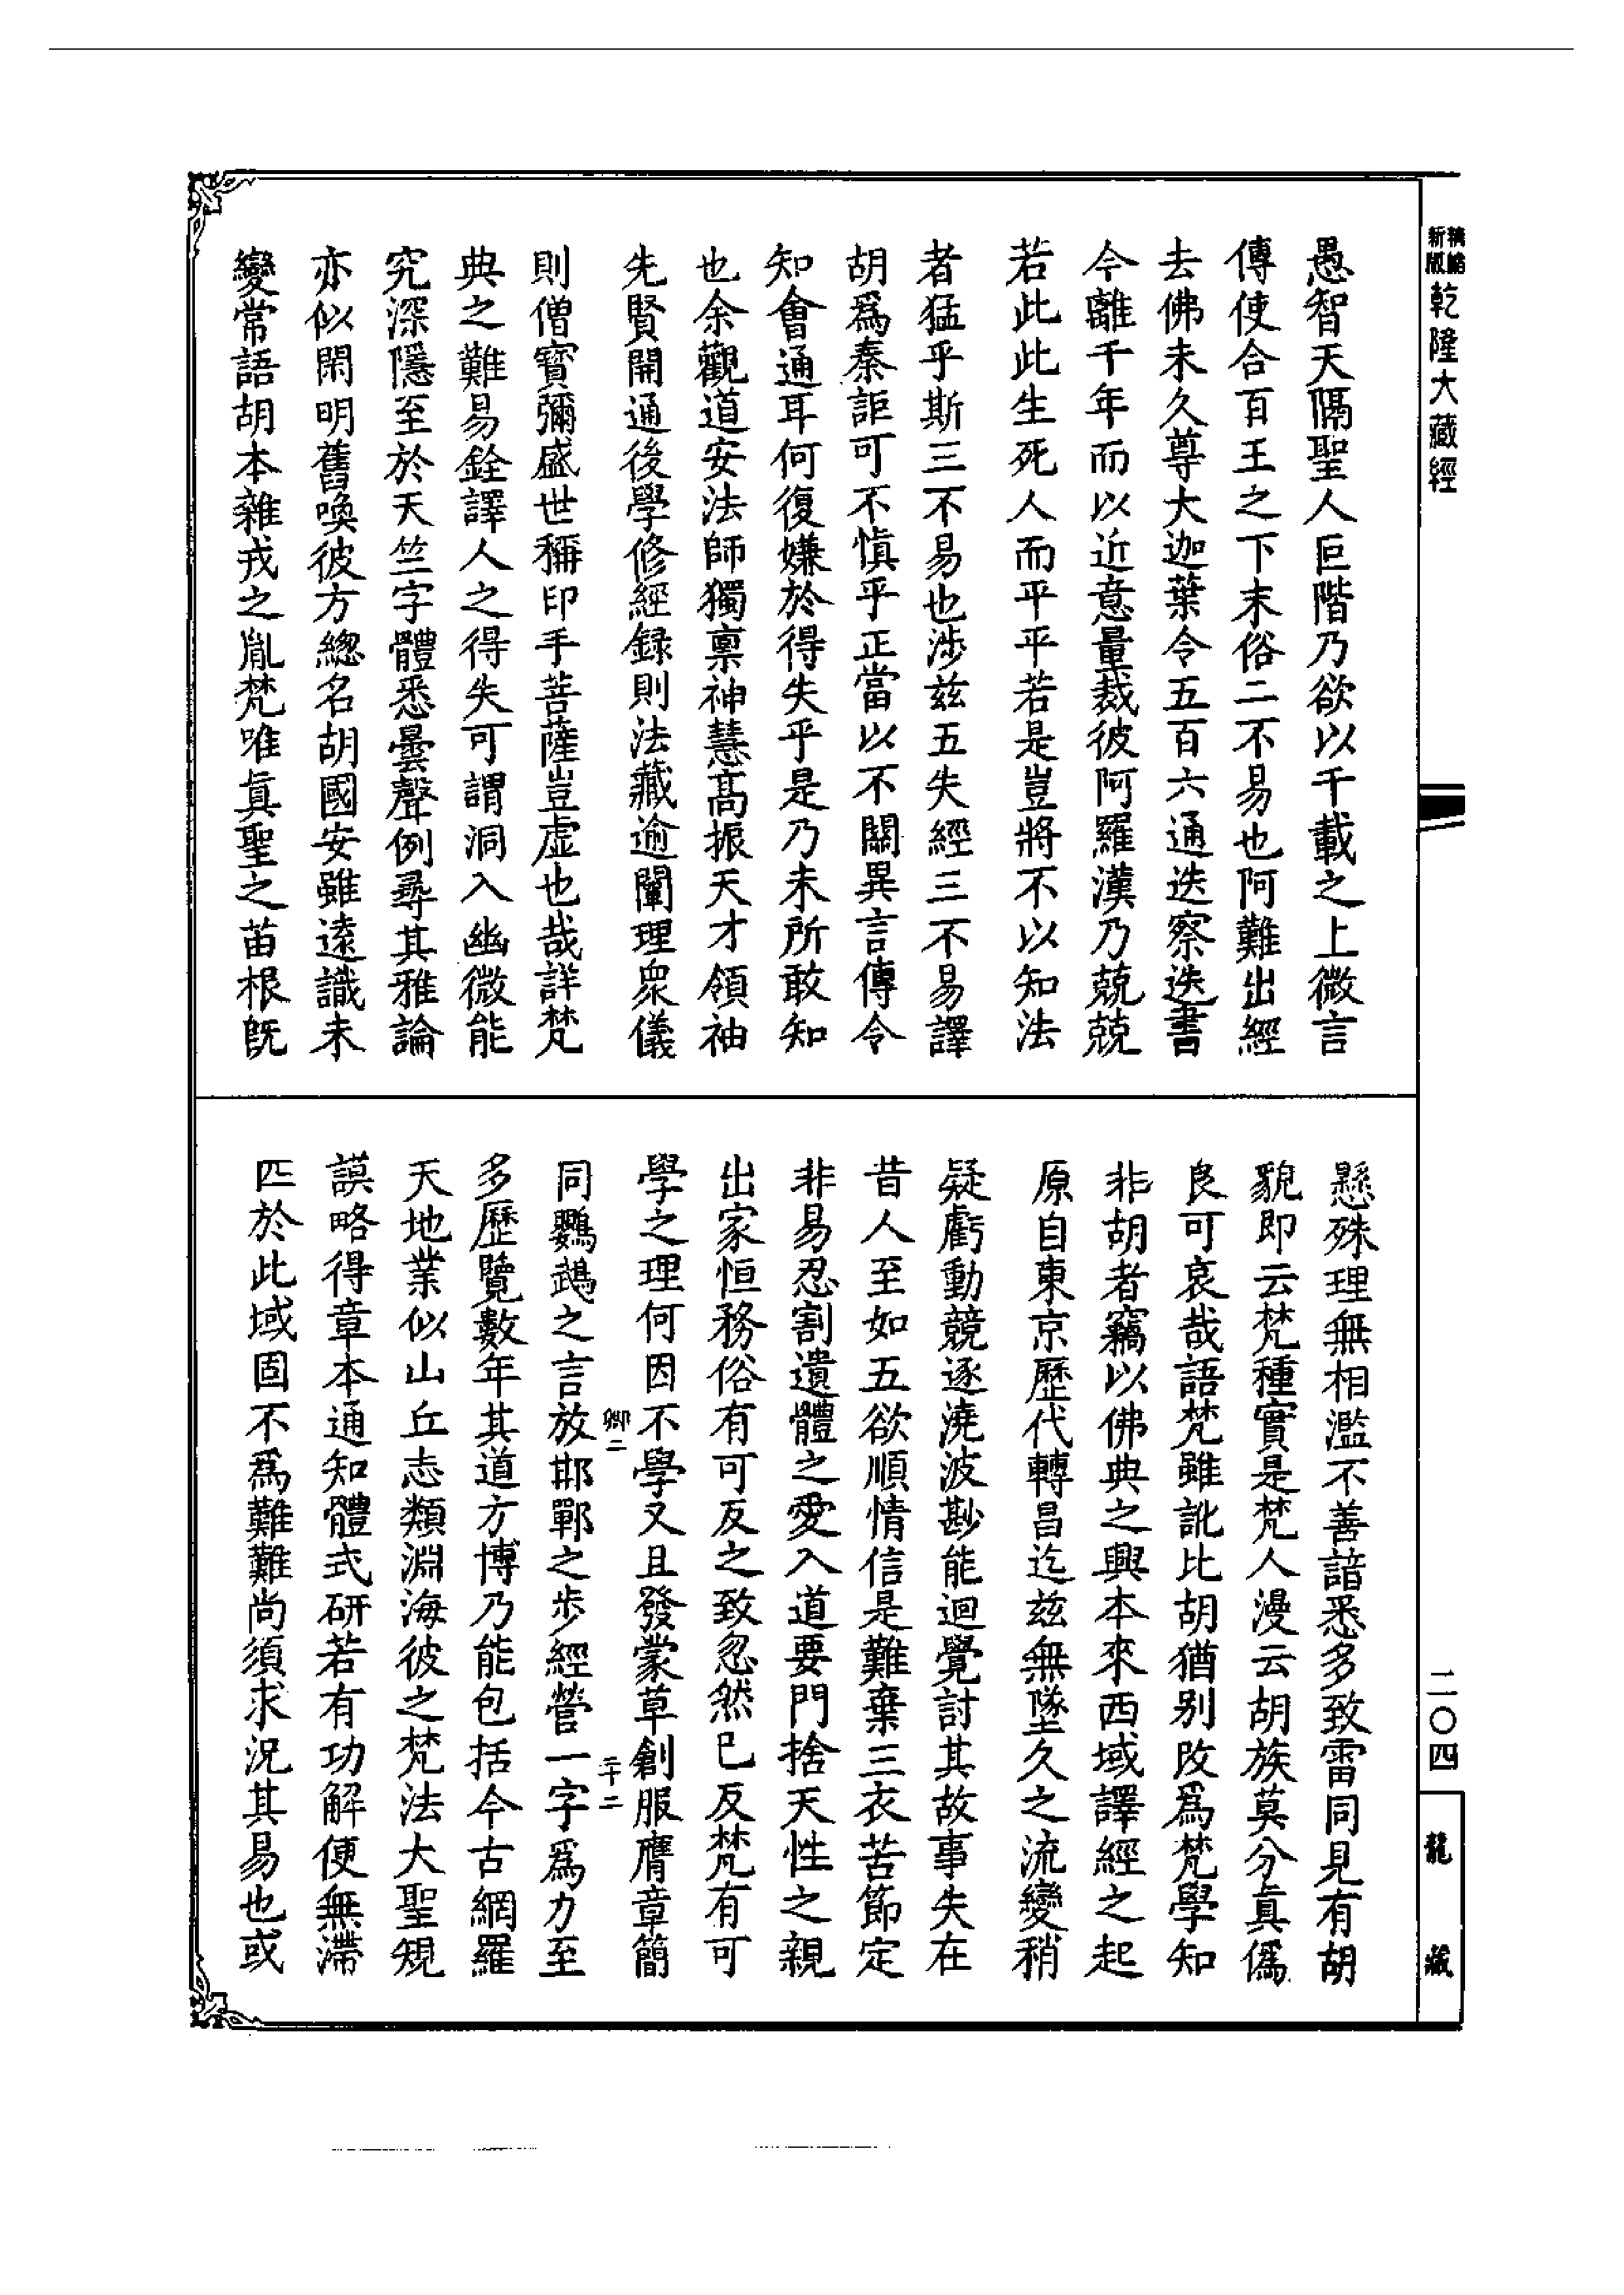 新版
精縮
乾隆大藏經
愚智天隔聖人叵階乃欲以千載之上微言
傳使合百王之下末俗二不易也阿難出經
去佛未久尊大迦葉令五百六通迭察迭書
今離千年而以近意量裁彼阿羅漢乃兢兢
若此此生死人而平平若是豈將不以知法
者猛乎斯三不易也涉茲五失經三不易譯
胡爲秦詎可不慎乎正當以不關異言傳令
知會通耳何復嫌於得失乎是乃未所敢知
也余觀道安法師獨禀神慧高振天才領袖
先賢開通後學修經録則法藏逾闡理衆儀
則僧寶彌盛世稱印手菩薩豈虚也哉詳梵
典之難易銓譯人之得失可謂洞入幽微能
究深隱至於天竺字體悉曇聲例尋其雅論
亦似閑明舊喚彼方總名胡國安雖遠識未
變常語胡本雜戎之胤梵唯真聖之苗根既
懸殊理無相濫不善諳悉多致雷同見有胡
貌即云梵種實是梵人漫云胡族莫分真僞
良可哀哉語梵雖訛比胡猶别改爲梵學知
非胡者竊以佛典之興本來西域譯經之起
原自東京歷代轉昌迄茲無墜久之流變稍
疑虧動競逐澆波尠能迴覺討其故事失在
昔人至如五欲順情信是難棄三衣苦節定
非易忍割遺體之愛入道要門捨天性之親
出家恒務俗有可反之致忽然已反梵有可
學之理何因不學又且發蒙草創服膺章簡
卿二
二十二
同鸚鵡之言放邯鄲之步經營一字爲力至
多歷覽數年其道方博乃能包括今古網羅
天地業似山丘志類淵海彼之梵法大聖規
謨略得章本通知體式研若有功解便無滯
匹於此域固不爲難難尚須求況其易也或
二〇四
龍藏